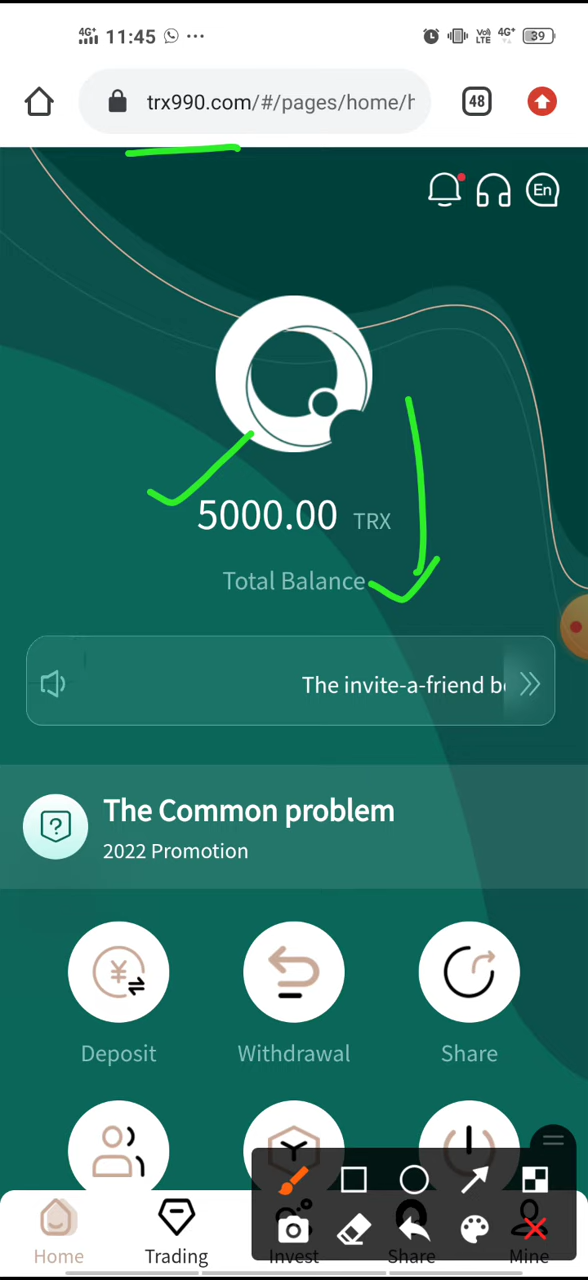 4G+ 11:45 ...
Vo) LTE 4G+ 39
trx990.com/#/pages/home/h
48
En
5000.00 TRX
Total Balance
The invite-a-friend b
The Common problem
2022 Promotion
Deposit Withdrawal Share
Home Trading Invest Share Mine